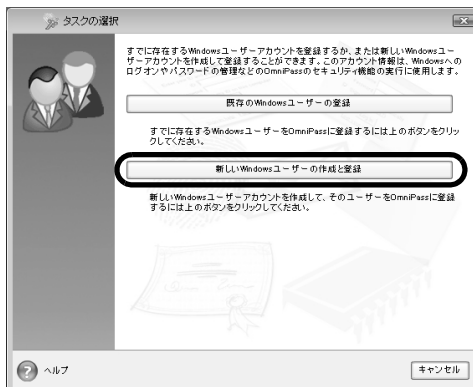 タスクの選択
すでに存在するWindowsユーザーアカウントを登録するか、または新しいWindowsユー
ザーアカウントを作成して登録することができます。このアカウント情報は、Windowsへの
ログオンやパスワードの管理などのOmniPassのセキュリティ機能の実行に使用します。
既存のWindowsユーザーの登録
すでに存在するWindowsユーザーをOmniPassに登録するには上のボタンをクリッ
クしてください。
新しいWindowsユーザーの作成と登録
新しいWindowsユーザーアカウントを作成して、そのユーザーをOmniPassに登録
するには上のボタンをクリックしてください。
ヘルプ
キャンセル